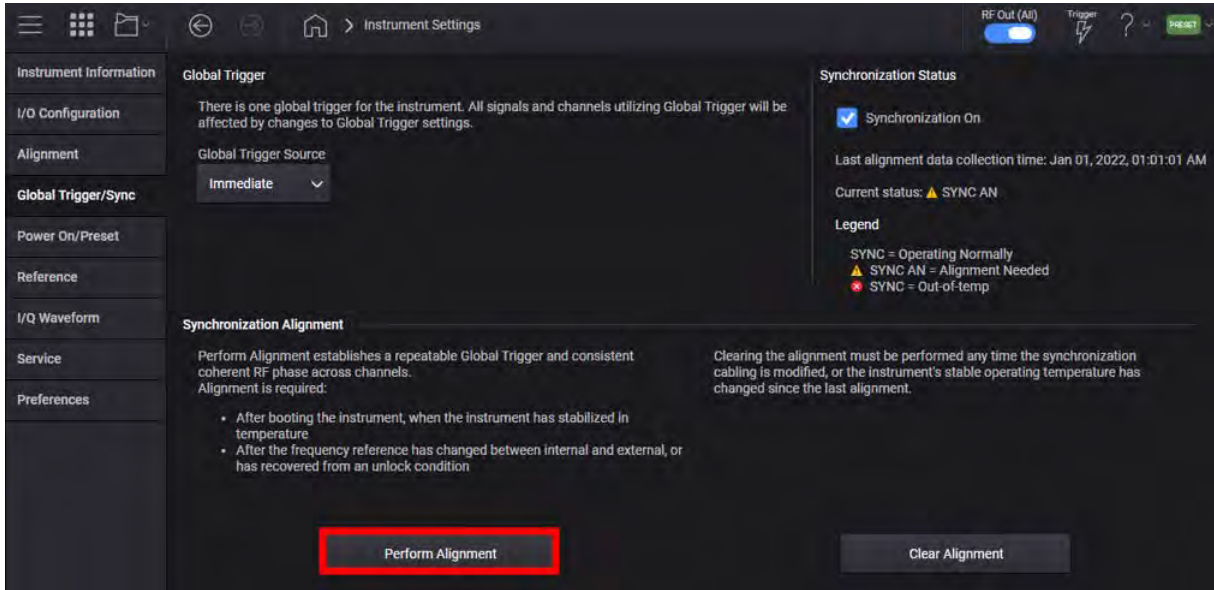 Instrument Settings
RF Out (All)
Trigger
?
PRESET
Instrument Information
I/O Configuration
Alignment
Global Trigger/Sync
Power On/Preset
Reference
I/Q Waveform
Service
Preferences
Global Trigger
There is one global trigger for the instrument. All signals and channels utilizing Global Trigger will be
affected by changes to Global Trigger settings.
Global Trigger Source
Immediate
Synchronization Status
Synchronization On
Last alignment data collection time: Jan 01, 2022, 01:01:01 AM
Current status: SYNC AN
Legend
SYNC = Operating Normally
SYNC AN = Alignment Needed
SYNC = Out-of-temp
Synchronization Alignment
Perform Alignment establishes a repeatable Global Trigger and consistent
coherent RF phase across channels.
Alignment is required:
• After booting the instrument, when the instrument has stabilized in
temperature
• After the frequency reference has changed between internal and external, or
has recovered from an unlock condition
Perform Alignment
Clearing the alignment must be performed any time the synchronization
cabling is modified, or the instrument's stable operating temperature has
changed since the last alignment.
Clear Alignment